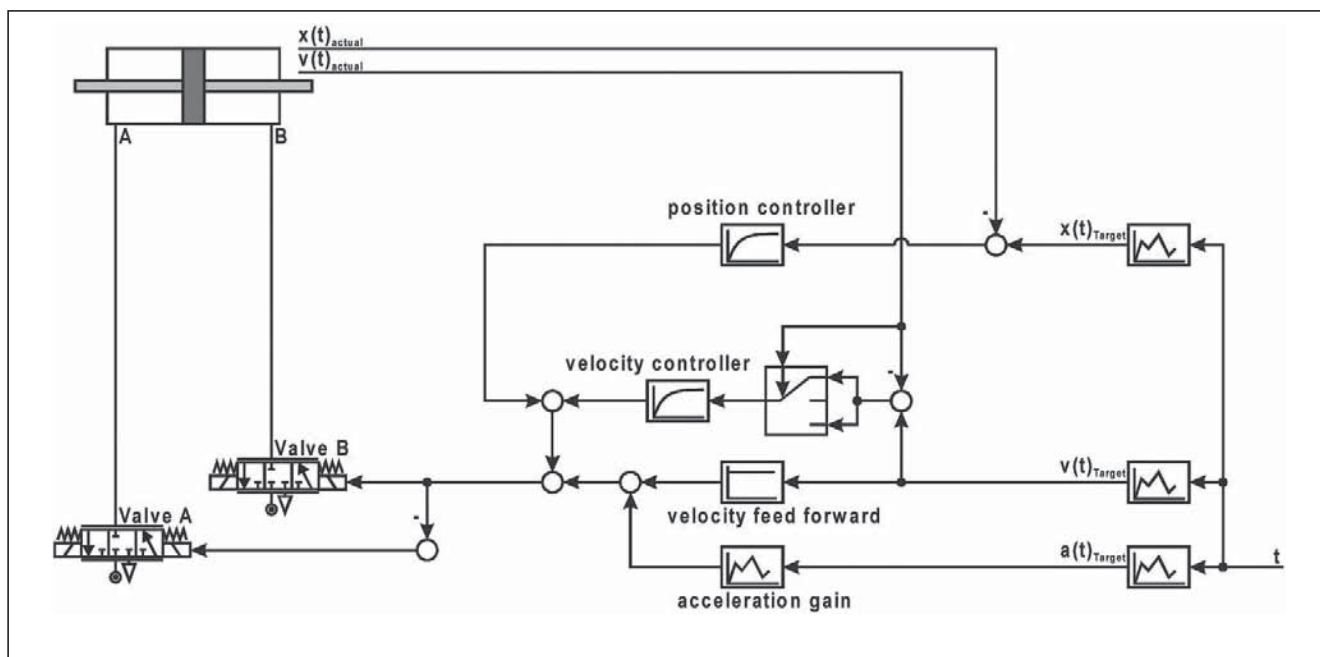 x(t)actual
v(t)actual
A
B
position controller
-
x(t)Target
velocity controller
-
Valve B
v(t)Target
Valve A
-
velocity feed forward
a(t)Target
t
acceleration gain